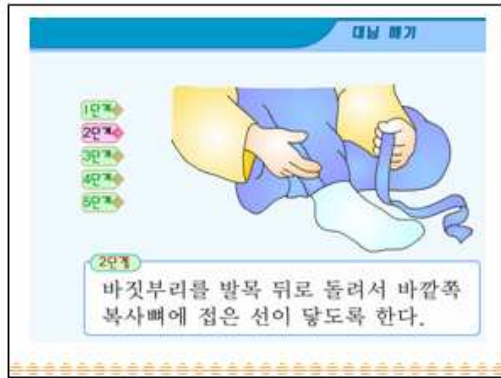 대님 매기
1단계
2단계
3단계
4단계
5단계
2단계
바짓부리를 발목 뒤로 돌려서 바깥쪽
복사뼈에 접은 선이 닿도록 한다.